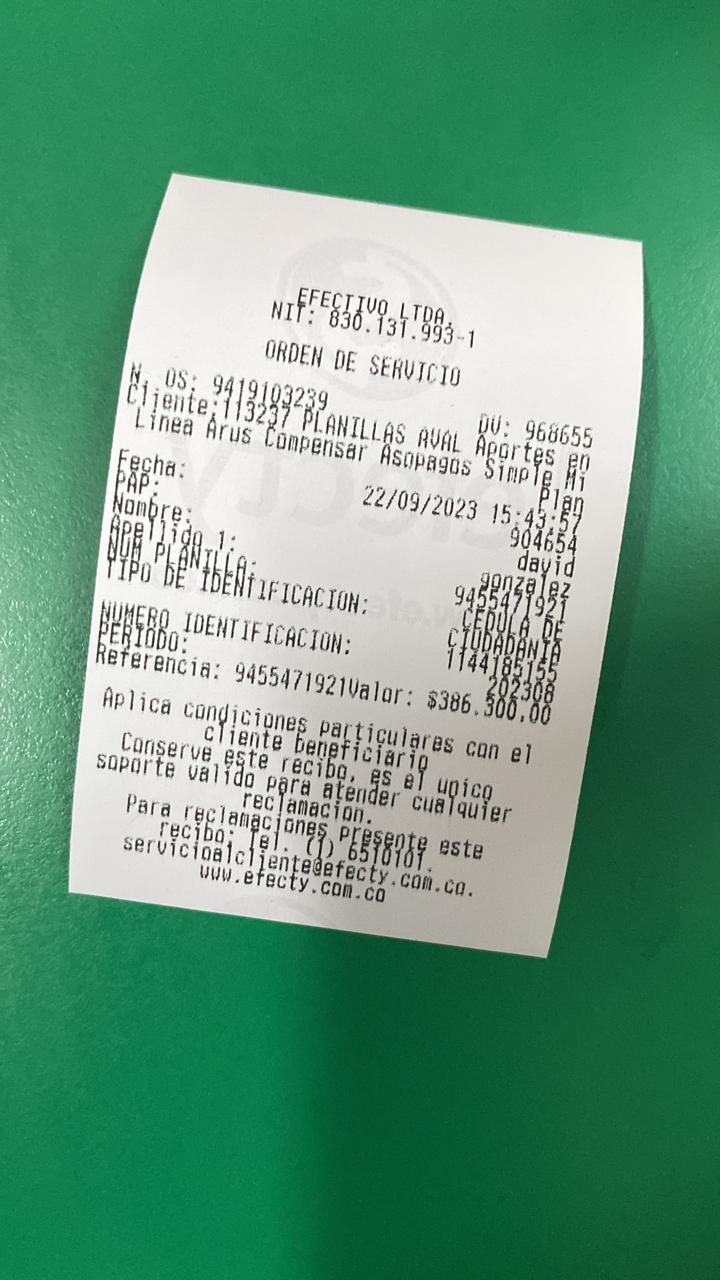 EFECTIVO LTDA.
NIT: 830.131.993-1
ORDEN DE SERVICIO
N. OS: 9419103239 DV: 968655
Cliente:113237 PLANILLAS AVAL Aportes en
Linea Arus Compensar Asopagos Simple Mi
Plan
Fecha: 22/09/2023 15:43:57
PAP: 904654
Nombre: david
Apellido 1: gonzalez
NUM PLANILLA: 9455471921
TIPO DE IDENTIFICACION: CEDULA DE
CIUDADANIA
NUMERO IDENTIFICACION: 1144185155
PERIODO: 202308
Referencia: 9455471921Valor: $386.300,00
Aplica condiciones particulares con el
cliente beneficiario
Conserve este recibo, es el unico
soporte valido para atender cualquier
reclamacion.
Para reclamaciones presente este
recibo: Tel. (1) 6510101.
servicioalcliente@efecty.com.co.
www.efecty.com.co